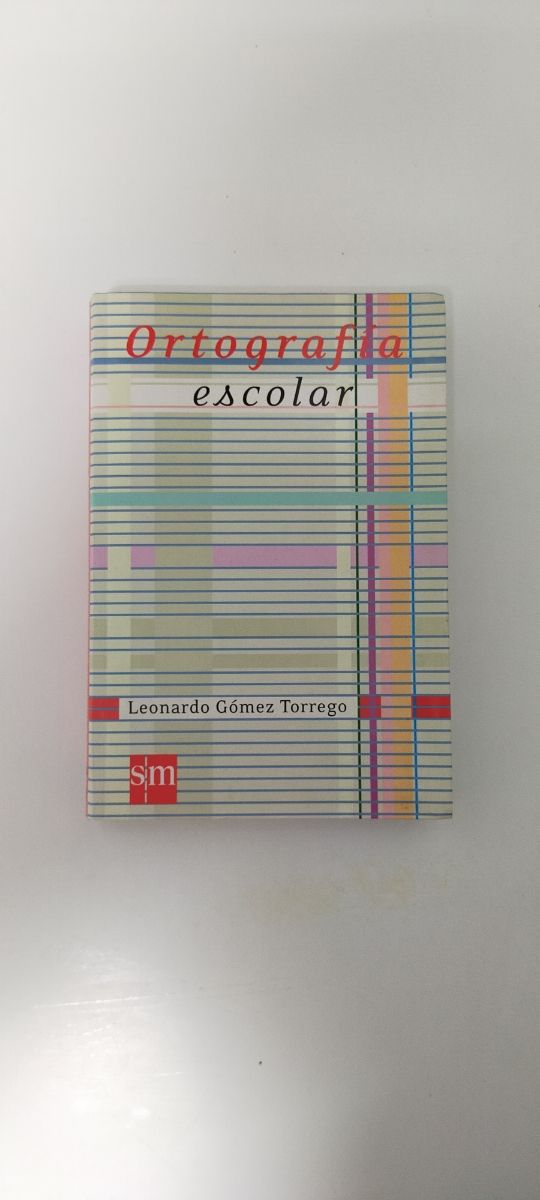 Ortografía
escolar
Leonardo Gómez Torrego
sm